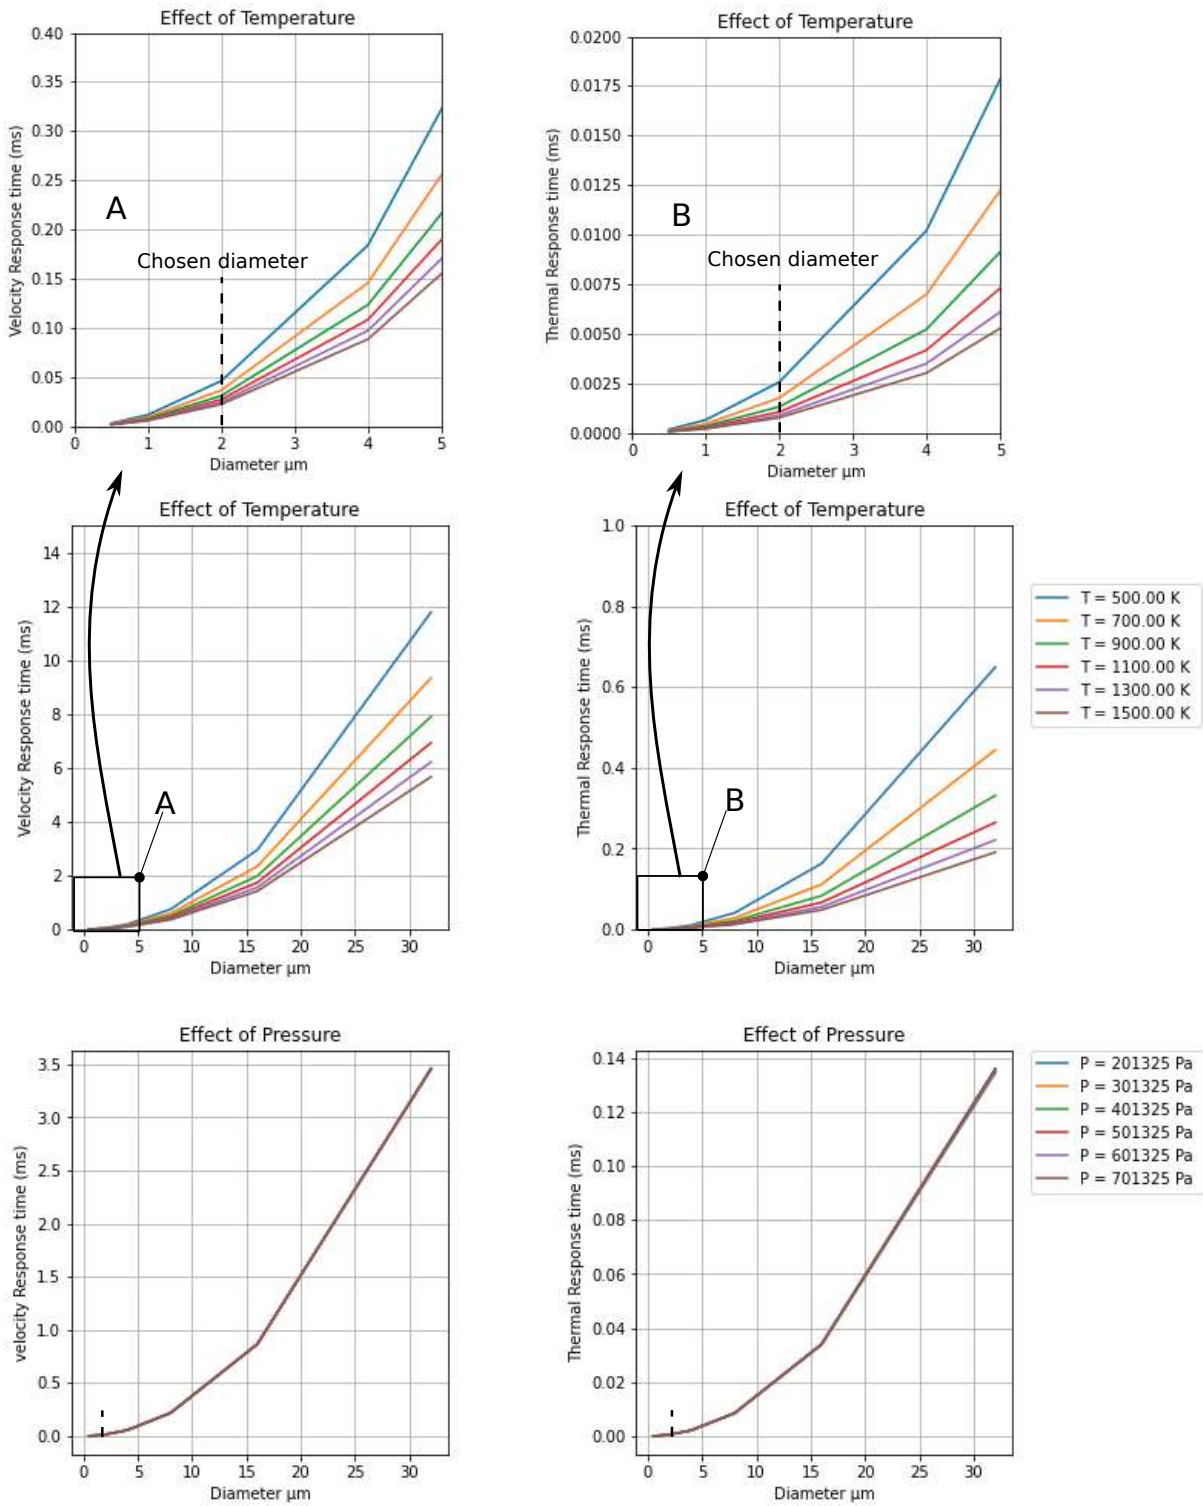 Effect of Temperature
0.40
0.35
0.30
0.25
0.20
0.15
0.10
0.05
0.00
Velocity Response time (ms)
A
Chosen diameter
0 1 2 3 4 5
Diameter µm
Effect of Temperature
0.0200
0.0175
0.0150
0.0125
0.0100
0.0075
0.0050
0.0025
0.0000
Thermal Response time (ms)
B
Chosen diameter
0 1 2 3 4 5
Diameter µm
Effect of Temperature
14
12
10
8
6
4
2
0
Velocity Response time (ms)
A
0 5 10 15 20 25 30
Diameter µm
Effect of Temperature
1.0
0.8
0.6
0.4
0.2
0.0
Thermal Response time (ms)
B
0 5 10 15 20 25 30
Diameter µm
T = 500.00 K
T = 700.00 K
T = 900.00 K
T = 1100.00 K
T = 1300.00 K
T = 1500.00 K
Effect of Pressure
3.5
3.0
2.5
2.0
1.5
1.0
0.5
0.0
velocity Response time (ms)
0 5 10 15 20 25 30
Diameter µm
Effect of Pressure
0.14
0.12
0.10
0.08
0.06
0.04
0.02
0.00
Thermal Response time (ms)
0 5 10 15 20 25 30
Diameter µm
P = 201325 Pa
P = 301325 Pa
P = 401325 Pa
P = 501325 Pa
P = 601325 Pa
P = 701325 Pa